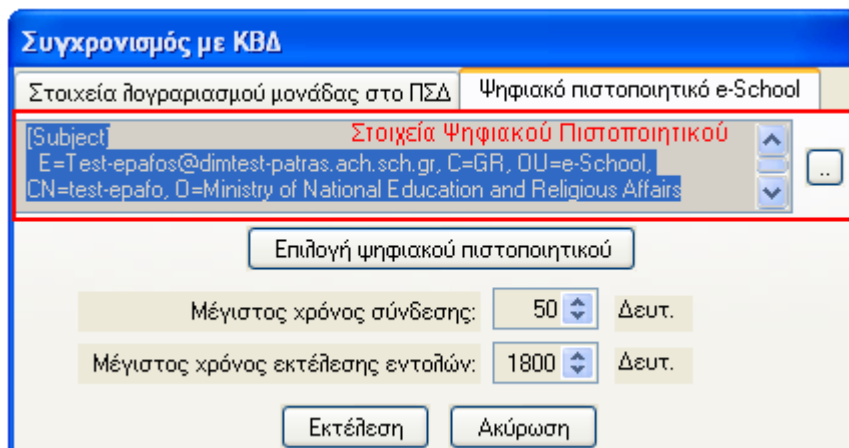 Συγχρονισμός με ΚΒΔ
Στοιχεία λογραριασμού μονάδας στο ΠΣΔ Ψηφιακό πιστοποιητικό e-School
[Subject] Στοιχεία Ψηφιακού Πιστοποιητικού
E=Test-epafos@dimtest-patras.ach.sch.gr, C=GR, OU=e-School,
CN=test-epafo, O=Ministry of National Education and Religious Affairs
..
Επιλογή ψηφιακού πιστοποιητικού
Μέγιστος χρόνος σύνδεσης: 50 Δευτ.
Μέγιστος χρόνος εκτέλεσης εντολών: 1800 Δευτ.
Εκτέλεση Ακύρωση